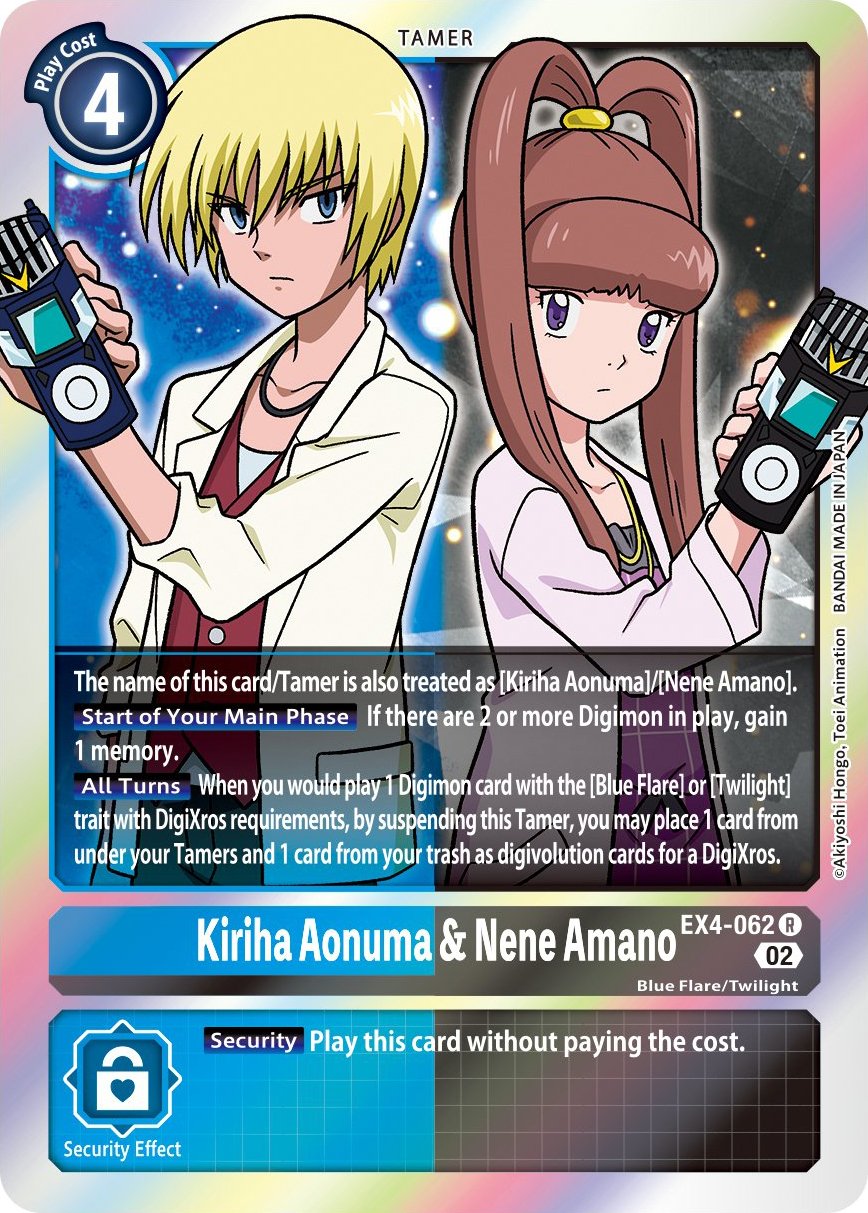 TAMER
Play Cost
4
The name of this card/Tamer is also treated as [Kiriha Aonuma]/[Nene Amano].
Start of Your Main Phase If there are 2 or more Digimon in play, gain
1 memory.
All Turns When you would play 1 Digimon card with the [Blue Flare] or [Twilight]
trait with DigiXros requirements, by suspending this Tamer, you may place 1 card from
under your Tamers and 1 card from your trash as digivolution cards for a DigiXros.
©Akiyoshi Hongo, Toei Animation BANDAI MADE IN JAPAN
Kiriha Aonuma & Nene Amano
EX4-062 R
02
Blue Flare/Twilight
Security Play this card without paying the cost.
Security Effect